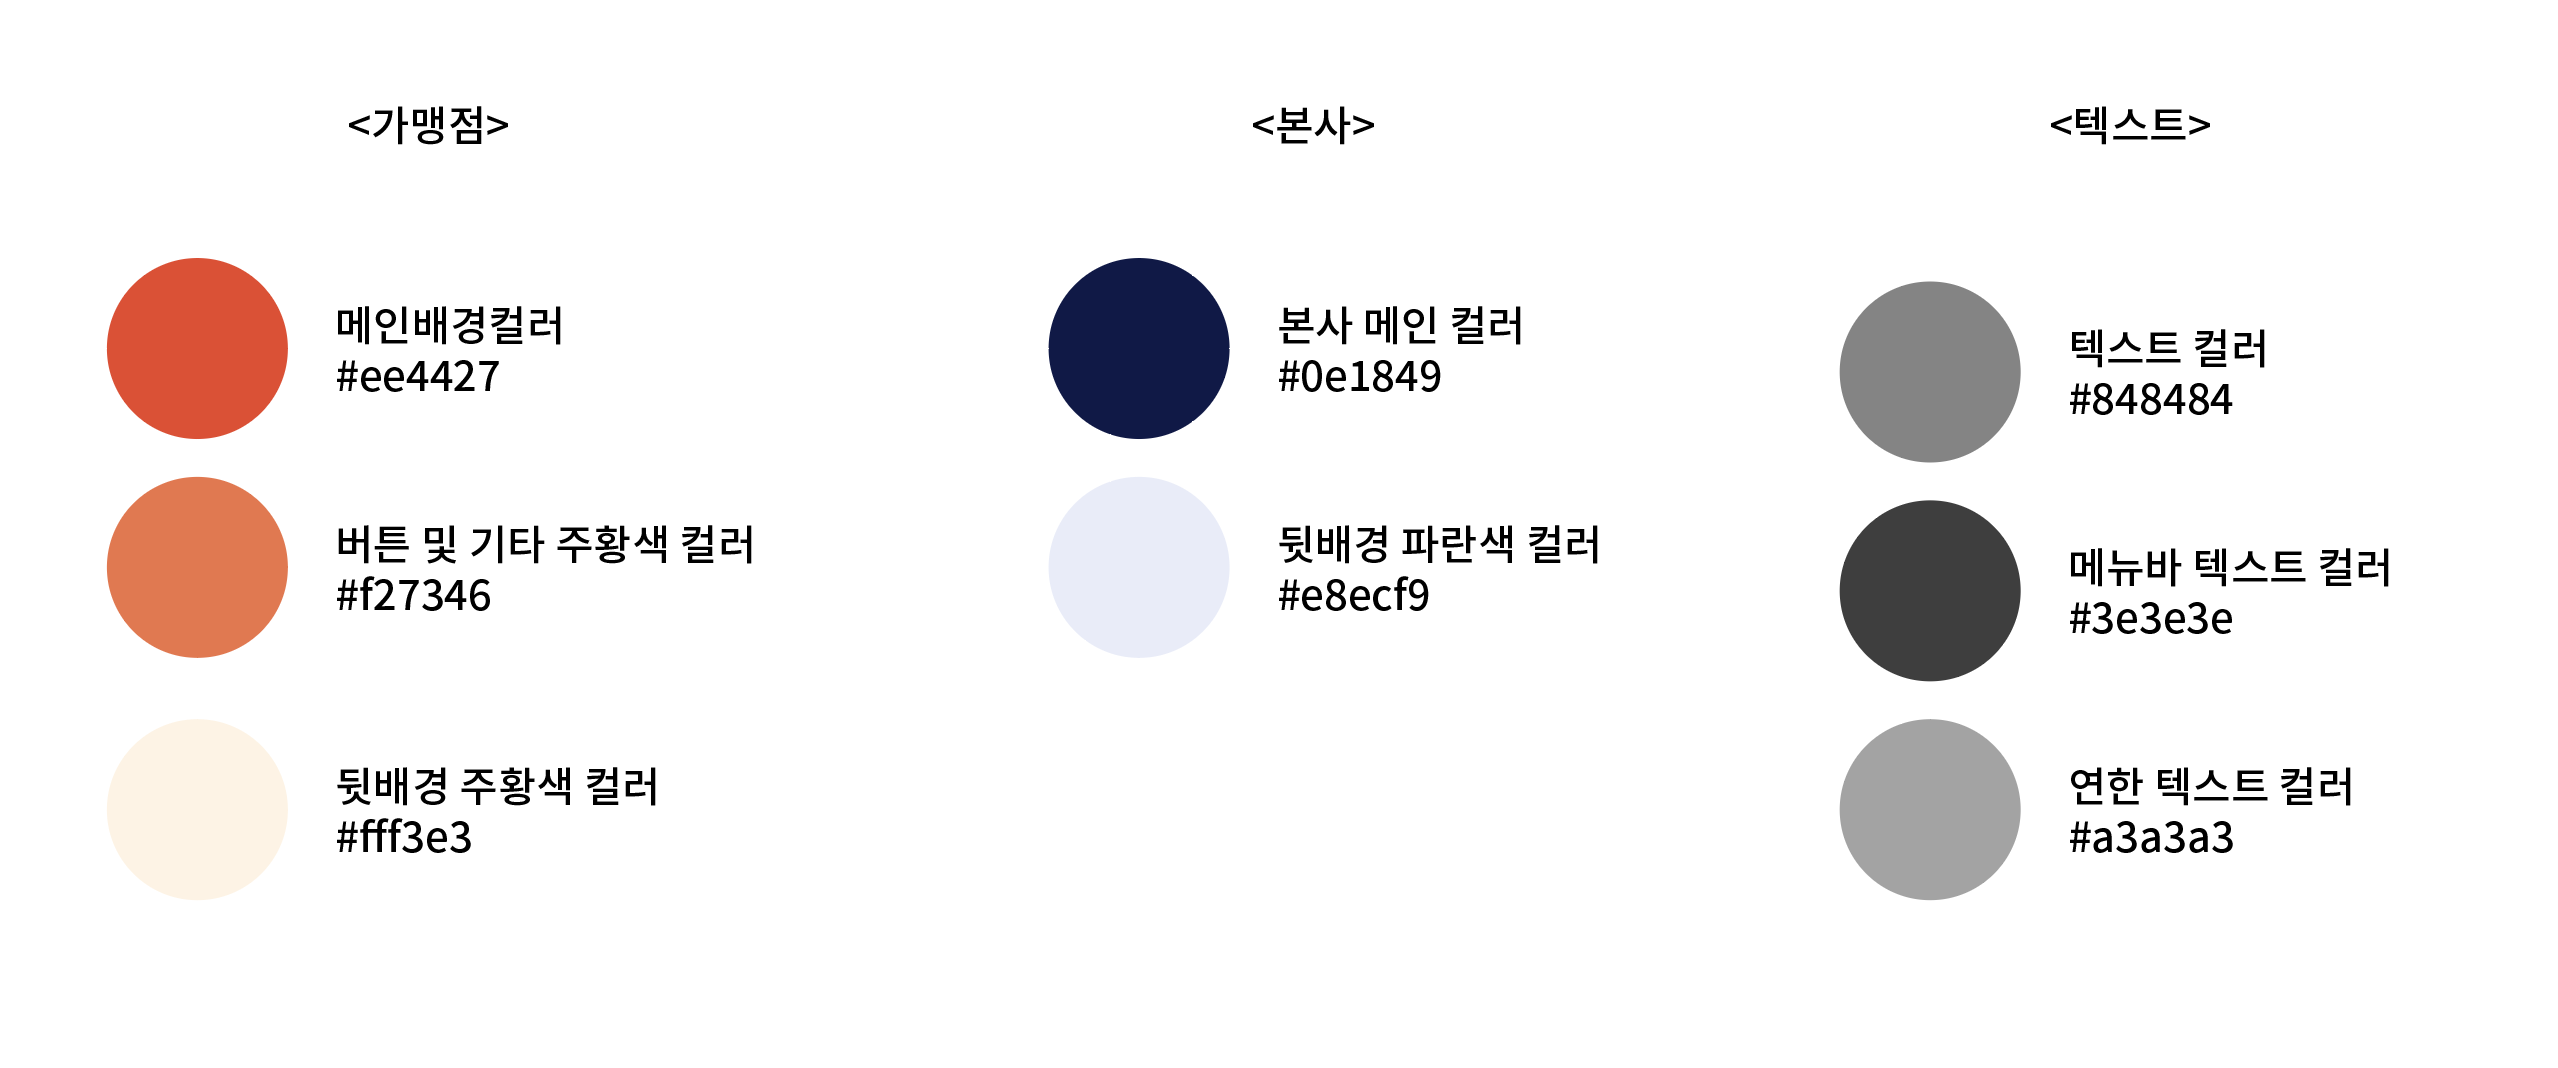 <가맹점>
메인배경컬러
#ee4427
버튼 및 기타 주황색 컬러
#f27346
뒷배경 주황색 컬러
#fff3e3
<본사>
본사 메인 컬러
#0e1849
뒷배경 파란색 컬러
#e8ecf9
<텍스트>
텍스트 컬러
#848484
메뉴바 텍스트 컬러
#3e3e3e
연한 텍스트 컬러
#a3a3a3